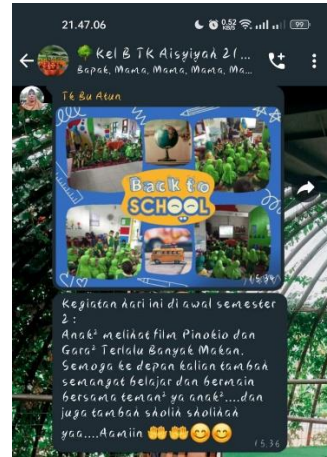 21.47.06
0,52
KB/s
99
Kel B TK Aisyiyah 21 ...
Bapak, Mama, Mama, Mama, Ma...
TK Bu Atun
Back to
SCHOOL
15.34
Kegiatan hari ini di awal semester
2 :
Anak² melihat film Pinokio dan
Gara² Terlalu Banyak Makan.
Semoga ke depan kalian tambah
semangat belajar dan bermain
bersama teman² ya anak²....dan
juga tambah sholih sholihah
yaa....Aamiin 🤲🤲😊😊
15.36